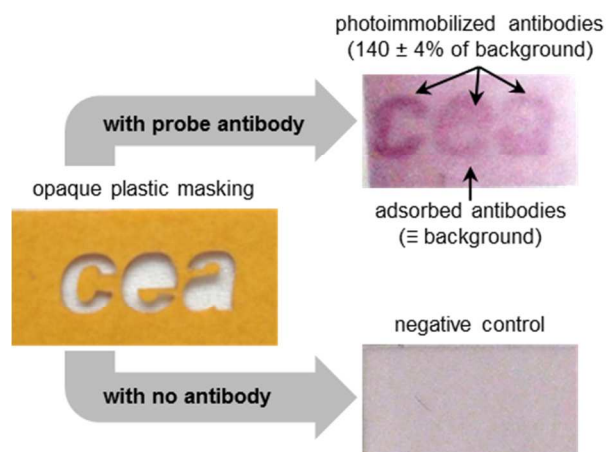 photoimmobilized antibodies
(140 ± 4% of background)
with probe antibody
cea
opaque plastic masking
adsorbed antibodies
(≡ background)
cea
negative control
with no antibody